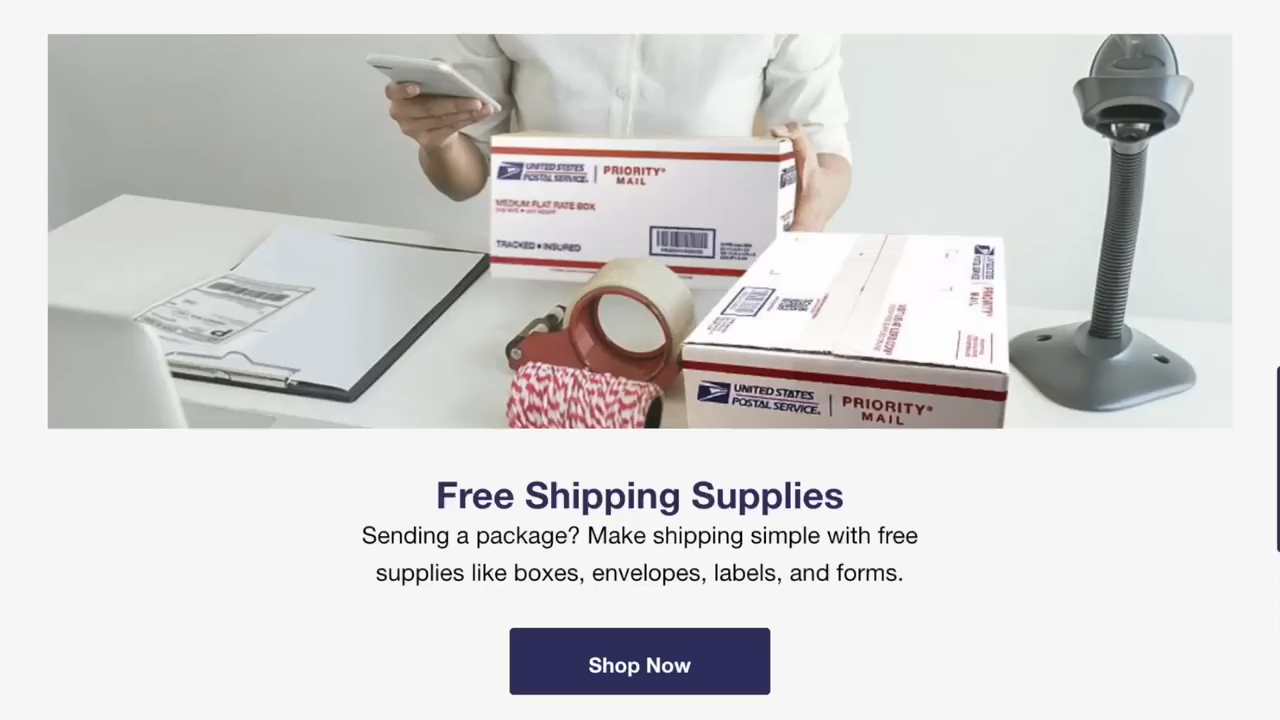 UNITED STATES
POSTAL SERVICE®
PRIORITY®
MAIL
MEDIUM FLAT RATE BOX
TRACKED ■ INSURED
P
UNITED STATES
POSTAL SERVICE®
PRIORITY®
MAIL
Free Shipping Supplies
Sending a package? Make shipping simple with free
supplies like boxes, envelopes, labels, and forms.
Shop Now